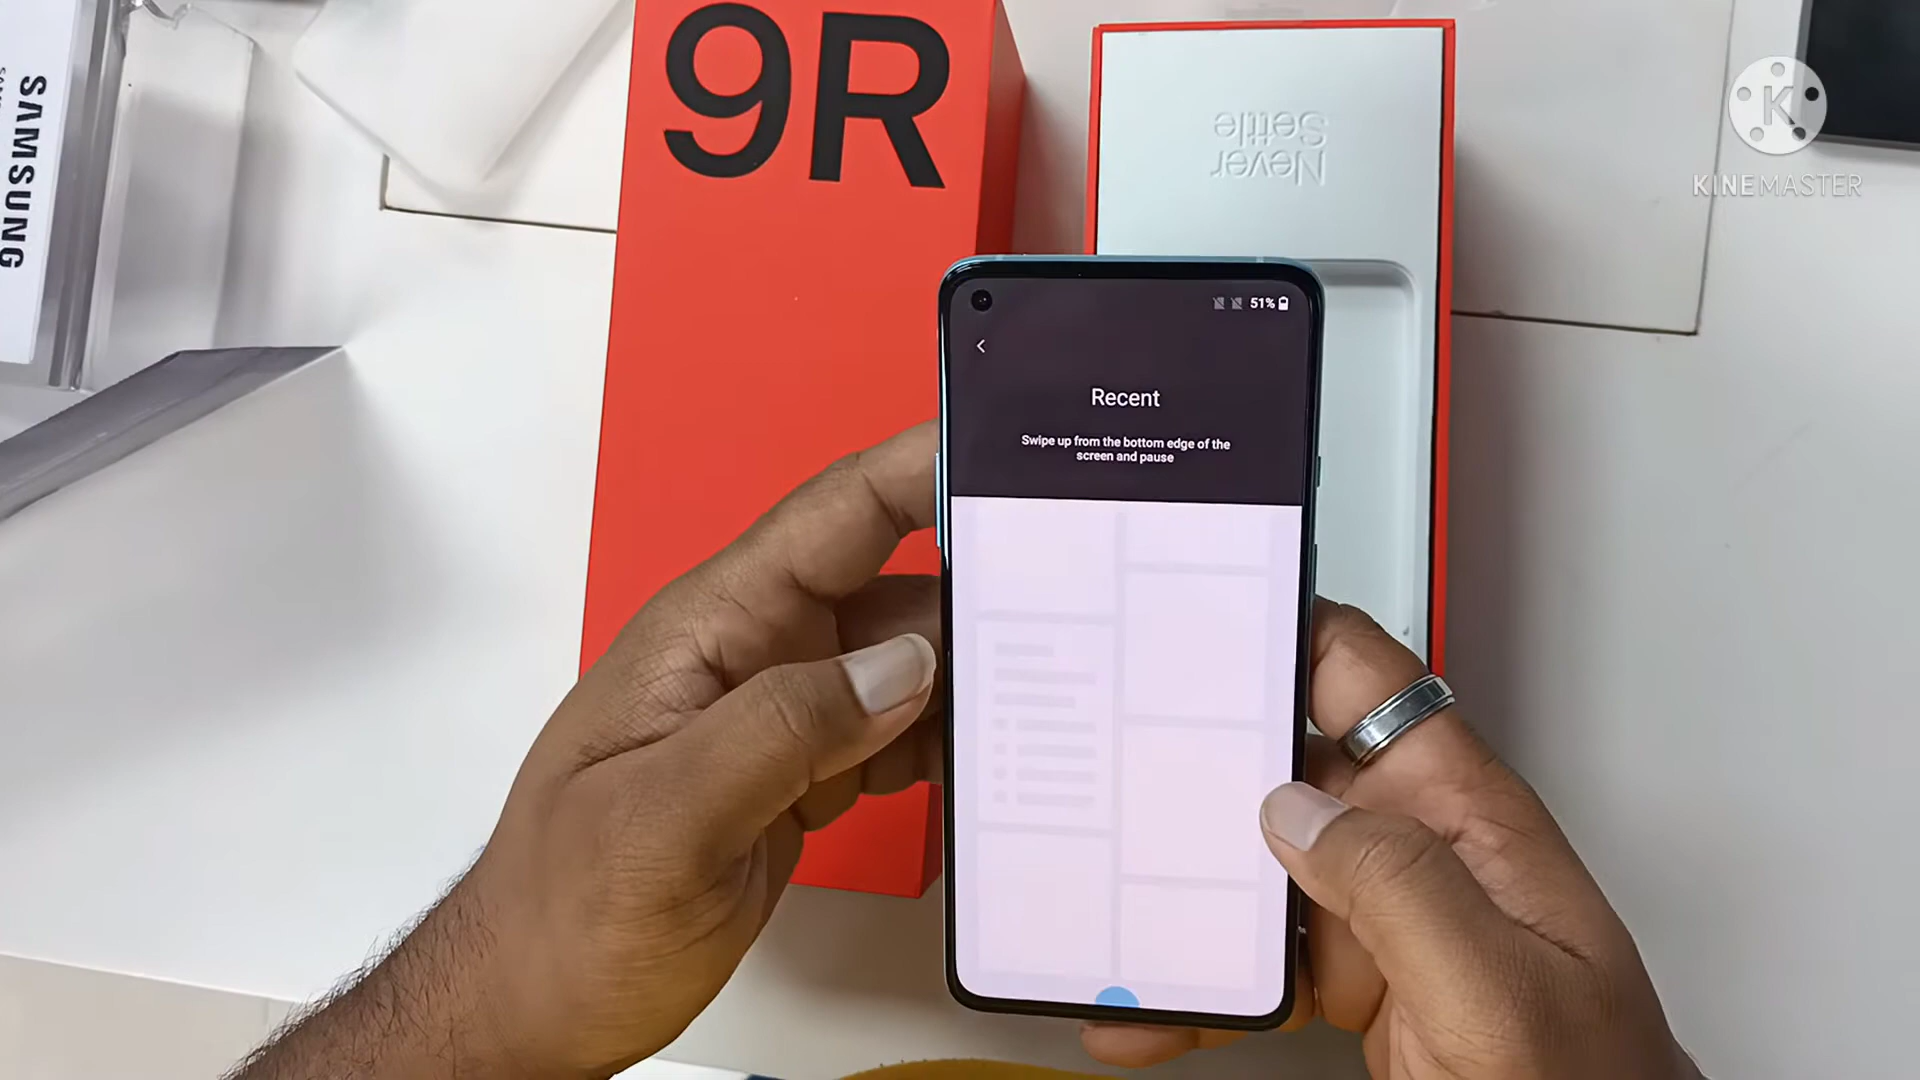 SAMSUNG
9R
Never
Settle
KINEMASTER
51%
Recent
Swipe up from the bottom edge of the
screen and pause